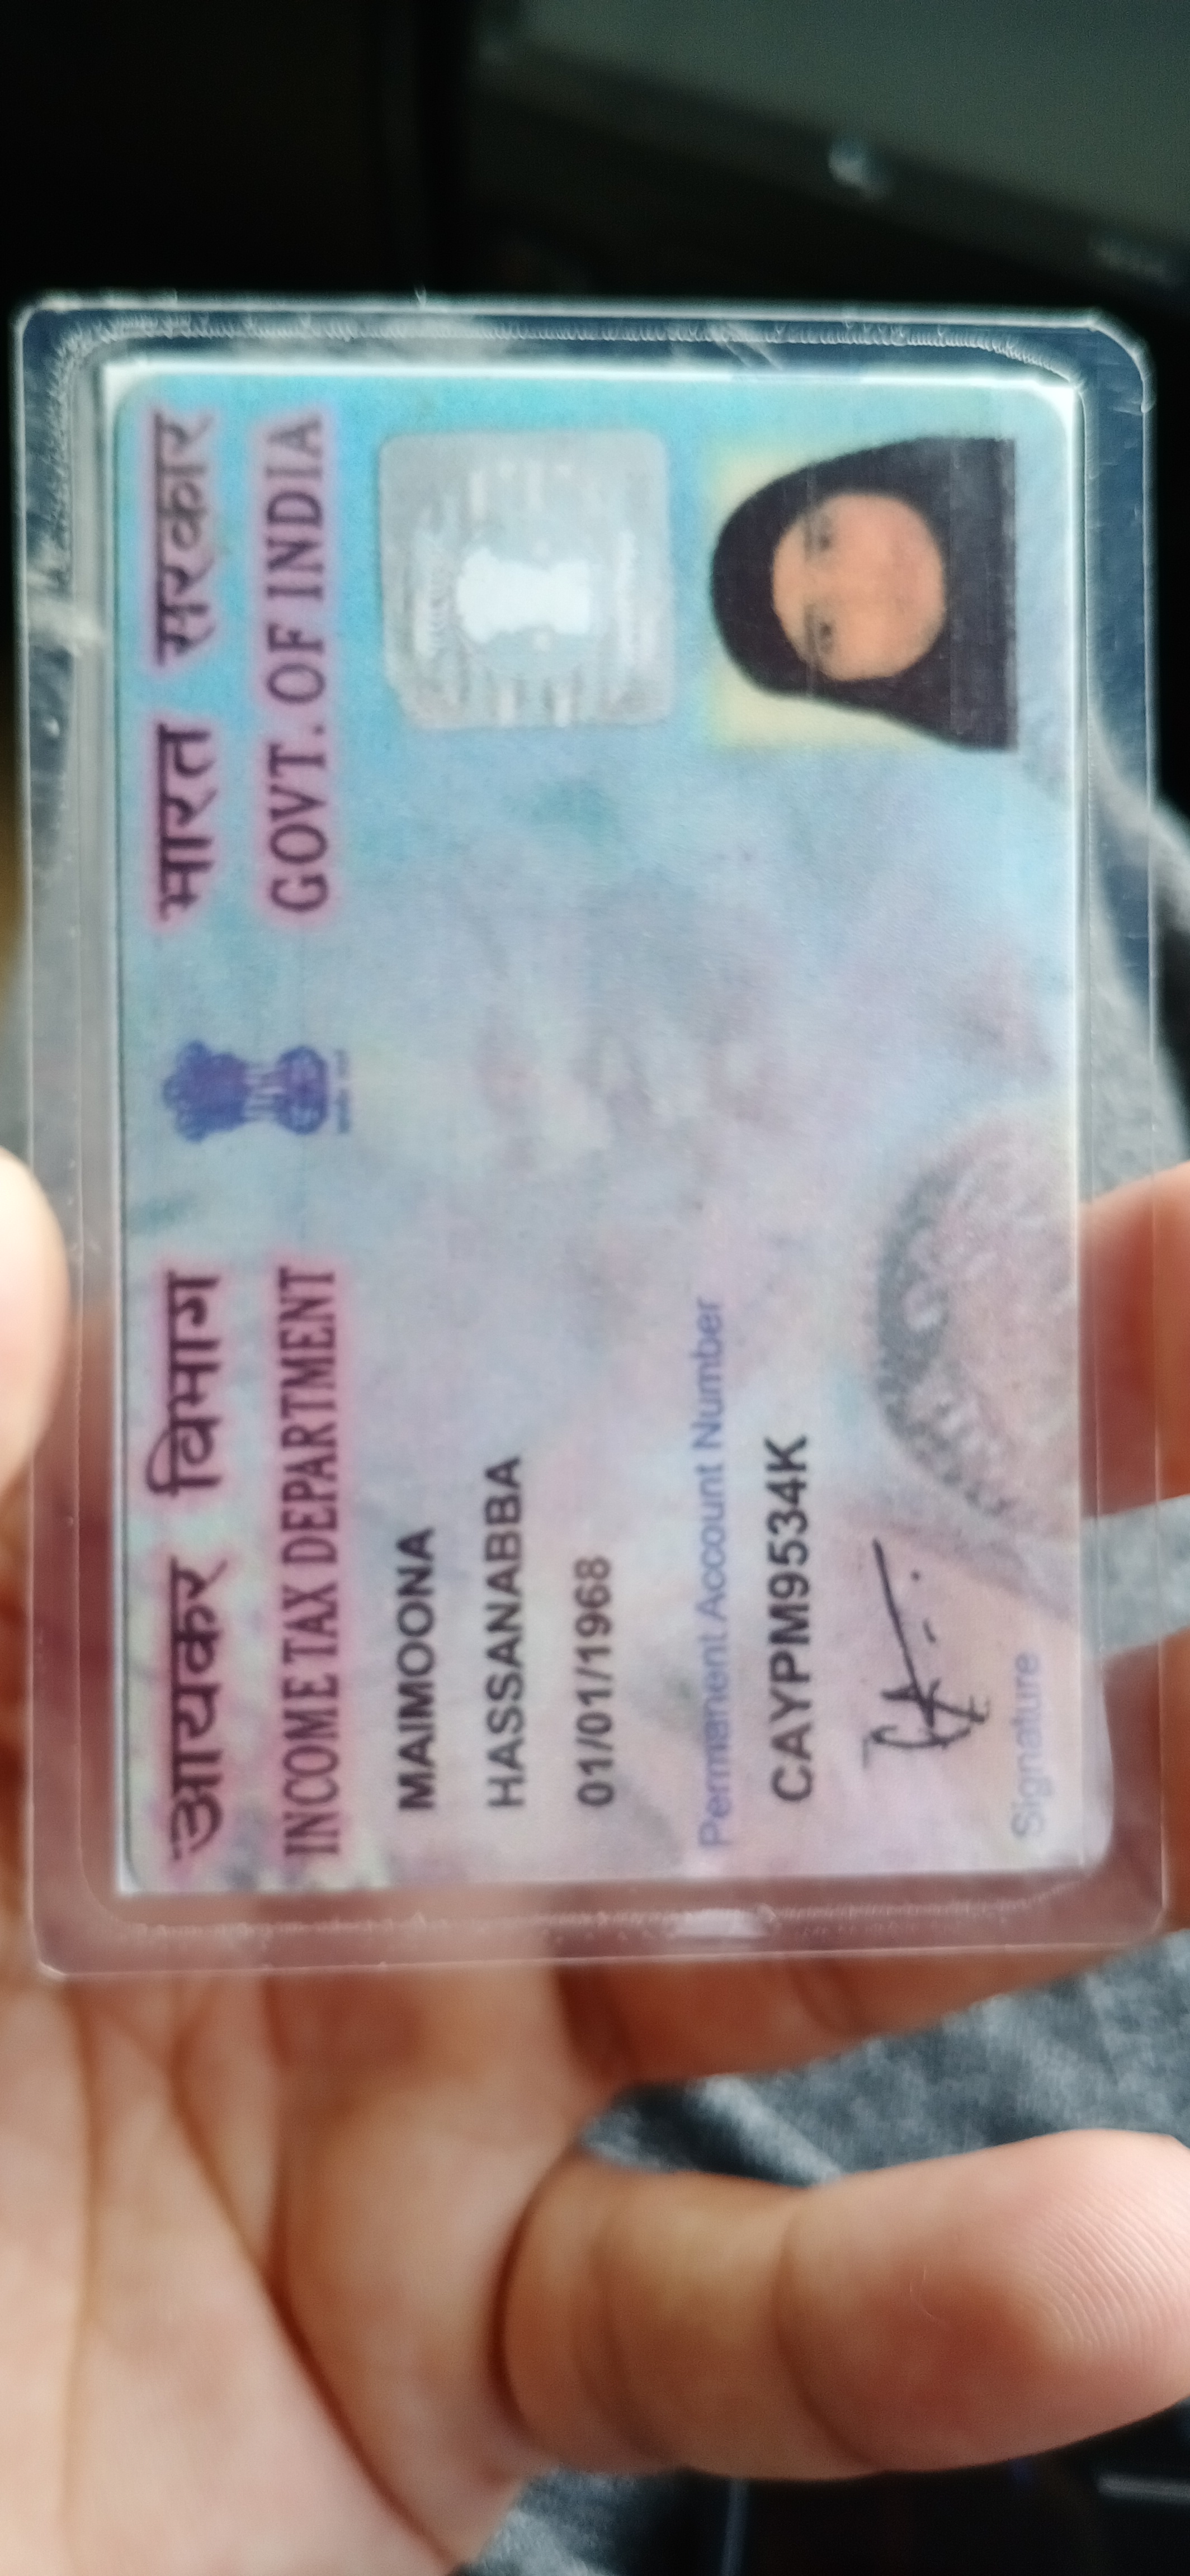 आयकर विभाग
INCOME TAX DEPARTMENT
भारत सरकार
GOVT. OF INDIA
MAIMOONA
HASSANABBA
01/01/1968
Permanent Account Number
CAYPM9534K
Signature